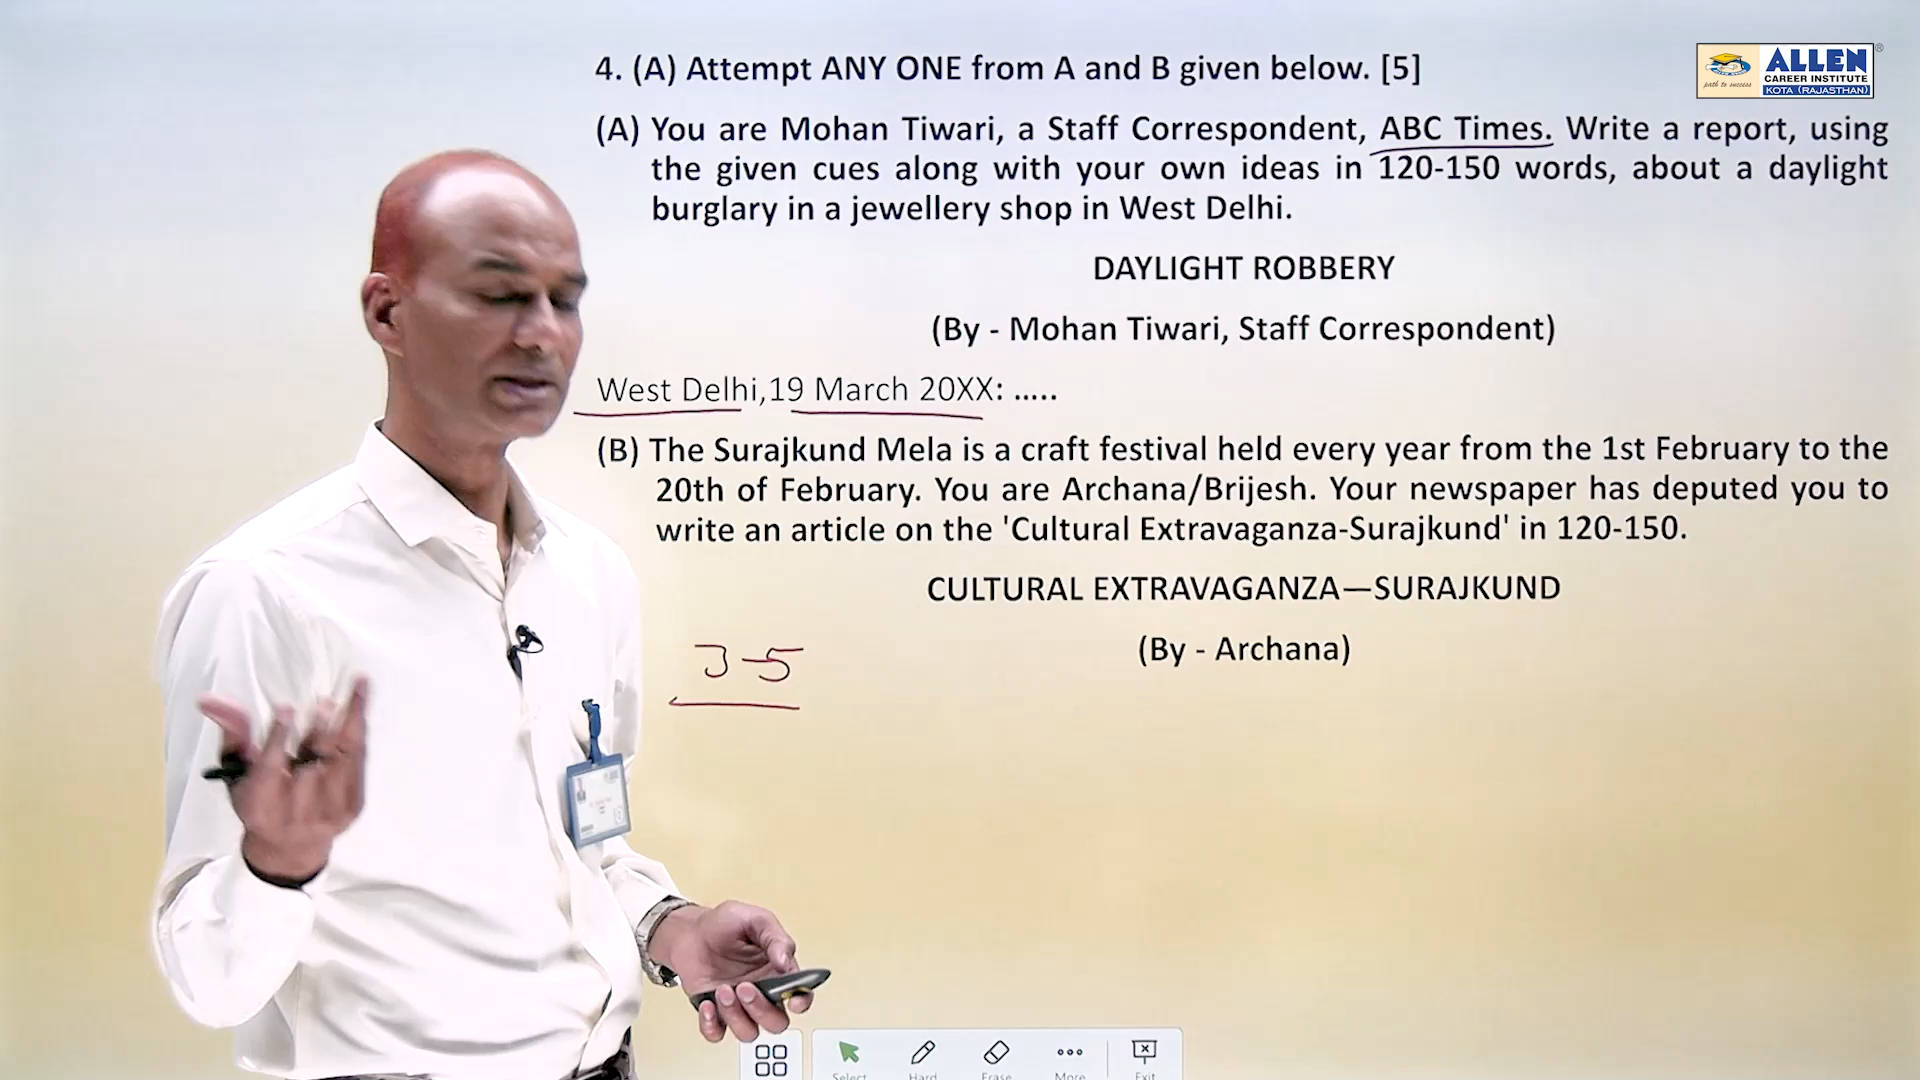 4. (A) Attempt ANY ONE from A and B given below. [5]
ALLEN
®
CAREER INSTITUTE
KOTA (RAJASTHAN)
path to success
(A) You are Mohan Tiwari, a Staff Correspondent, ABC Times. Write a report, using
the given cues along with your own ideas in 120-150 words, about a daylight
burglary in a jewellery shop in West Delhi.
DAYLIGHT ROBBERY
(By - Mohan Tiwari, Staff Correspondent)
West Delhi,19 March 20XX: .....
(B) The Surajkund Mela is a craft festival held every year from the 1st February to the
20th of February. You are Archana/Brijesh. Your newspaper has deputed you to
write an article on the 'Cultural Extravaganza-Surajkund' in 120-150.
CULTURAL EXTRAVAGANZA—SURAJKUND
(By - Archana)
3-5
Select
Hard
Erase
More
Exit